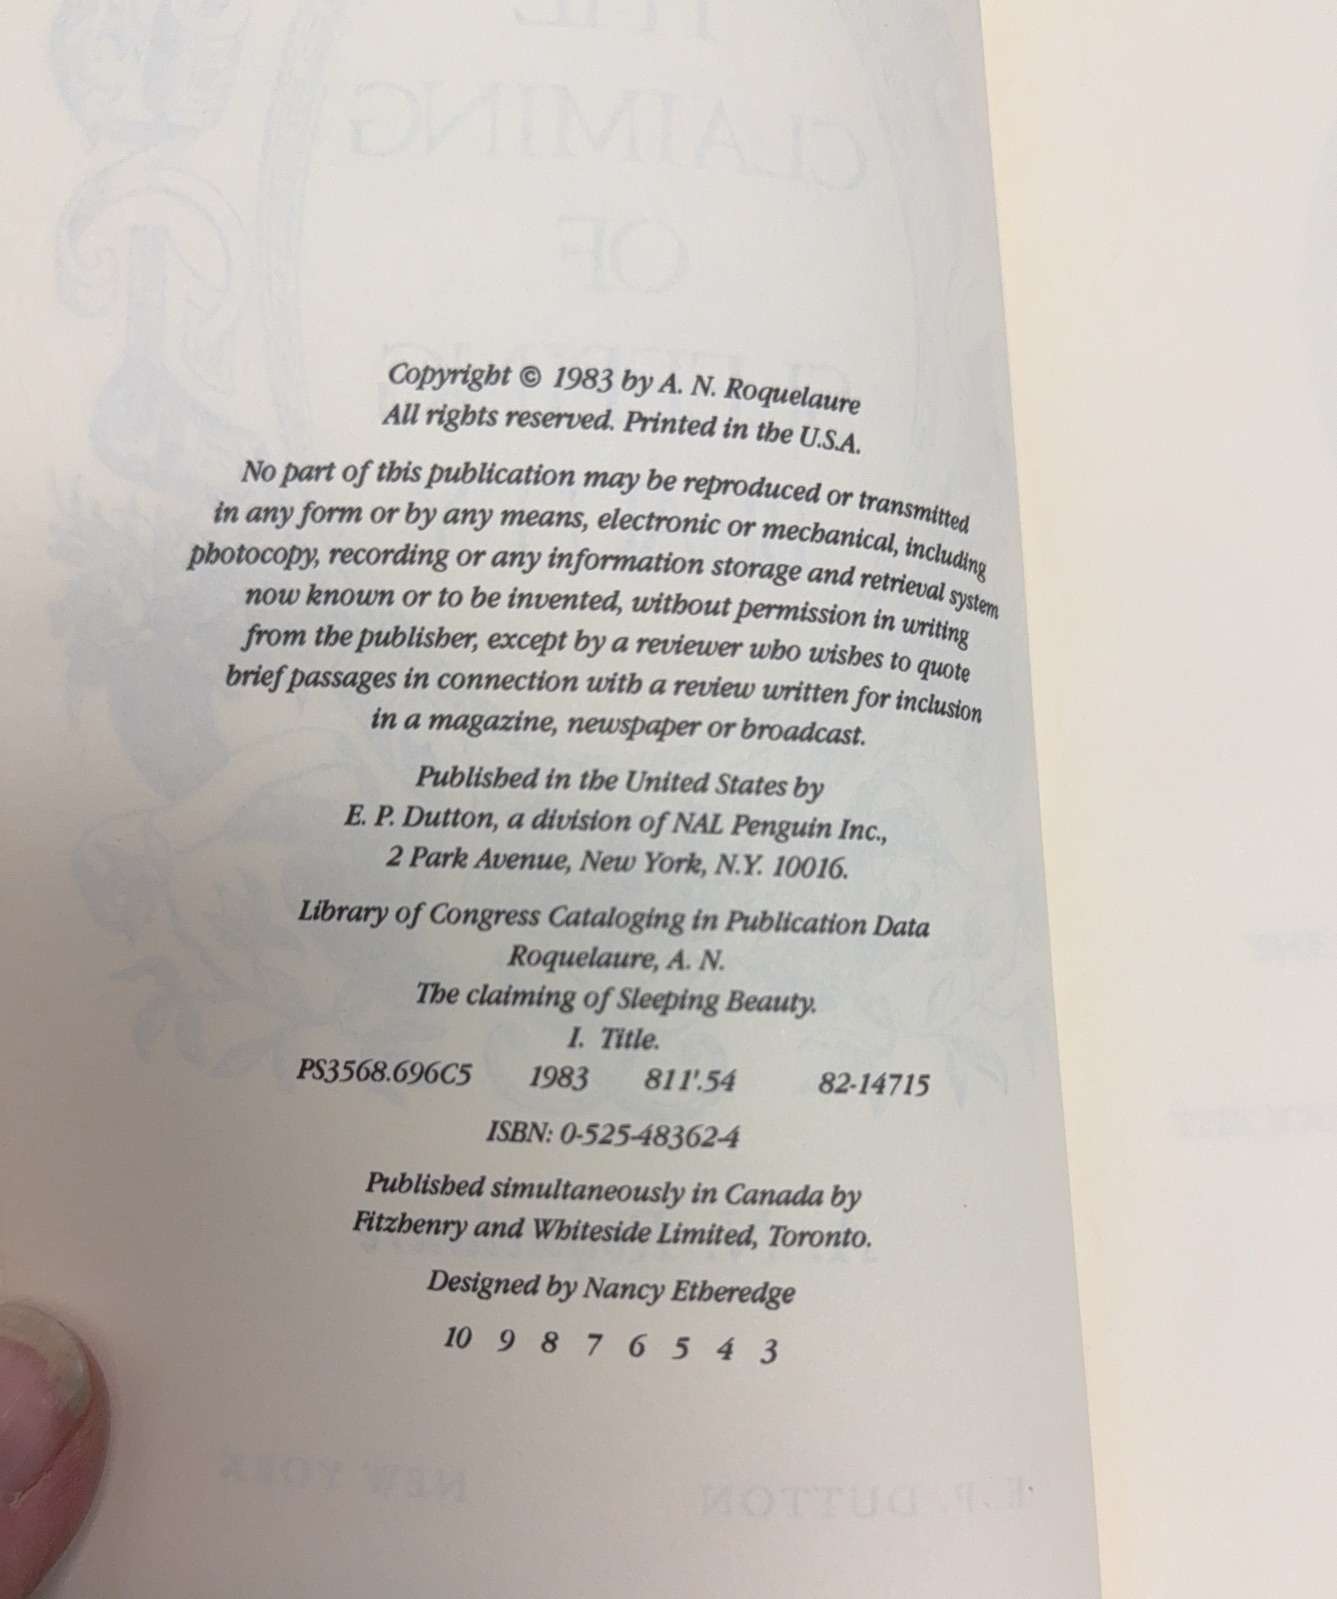 Copyright © 1983 by A. N. Roquelaure
All rights reserved. Printed in the U.S.A.
No part of this publication may be reproduced or transmitted
in any form or by any means, electronic or mechanical, including
photocopy, recording or any information storage and retrieval system
now known or to be invented, without permission in writing
from the publisher, except by a reviewer who wishes to quote
brief passages in connection with a review written for inclusion
in a magazine, newspaper or broadcast.
Published in the United States by
E. P. Dutton, a division of NAL Penguin Inc.,
2 Park Avenue, New York, N.Y. 10016.
Library of Congress Cataloging in Publication Data
Roquelaure, A. N.
The claiming of Sleeping Beauty.
I. Title.
PS3568.696C5 1983 811'.54 82-14715
ISBN: 0-525-48362-4
Published simultaneously in Canada by
Fitzhenry and Whiteside Limited, Toronto.
Designed by Nancy Etheredge
10 9 8 7 6 5 4 3